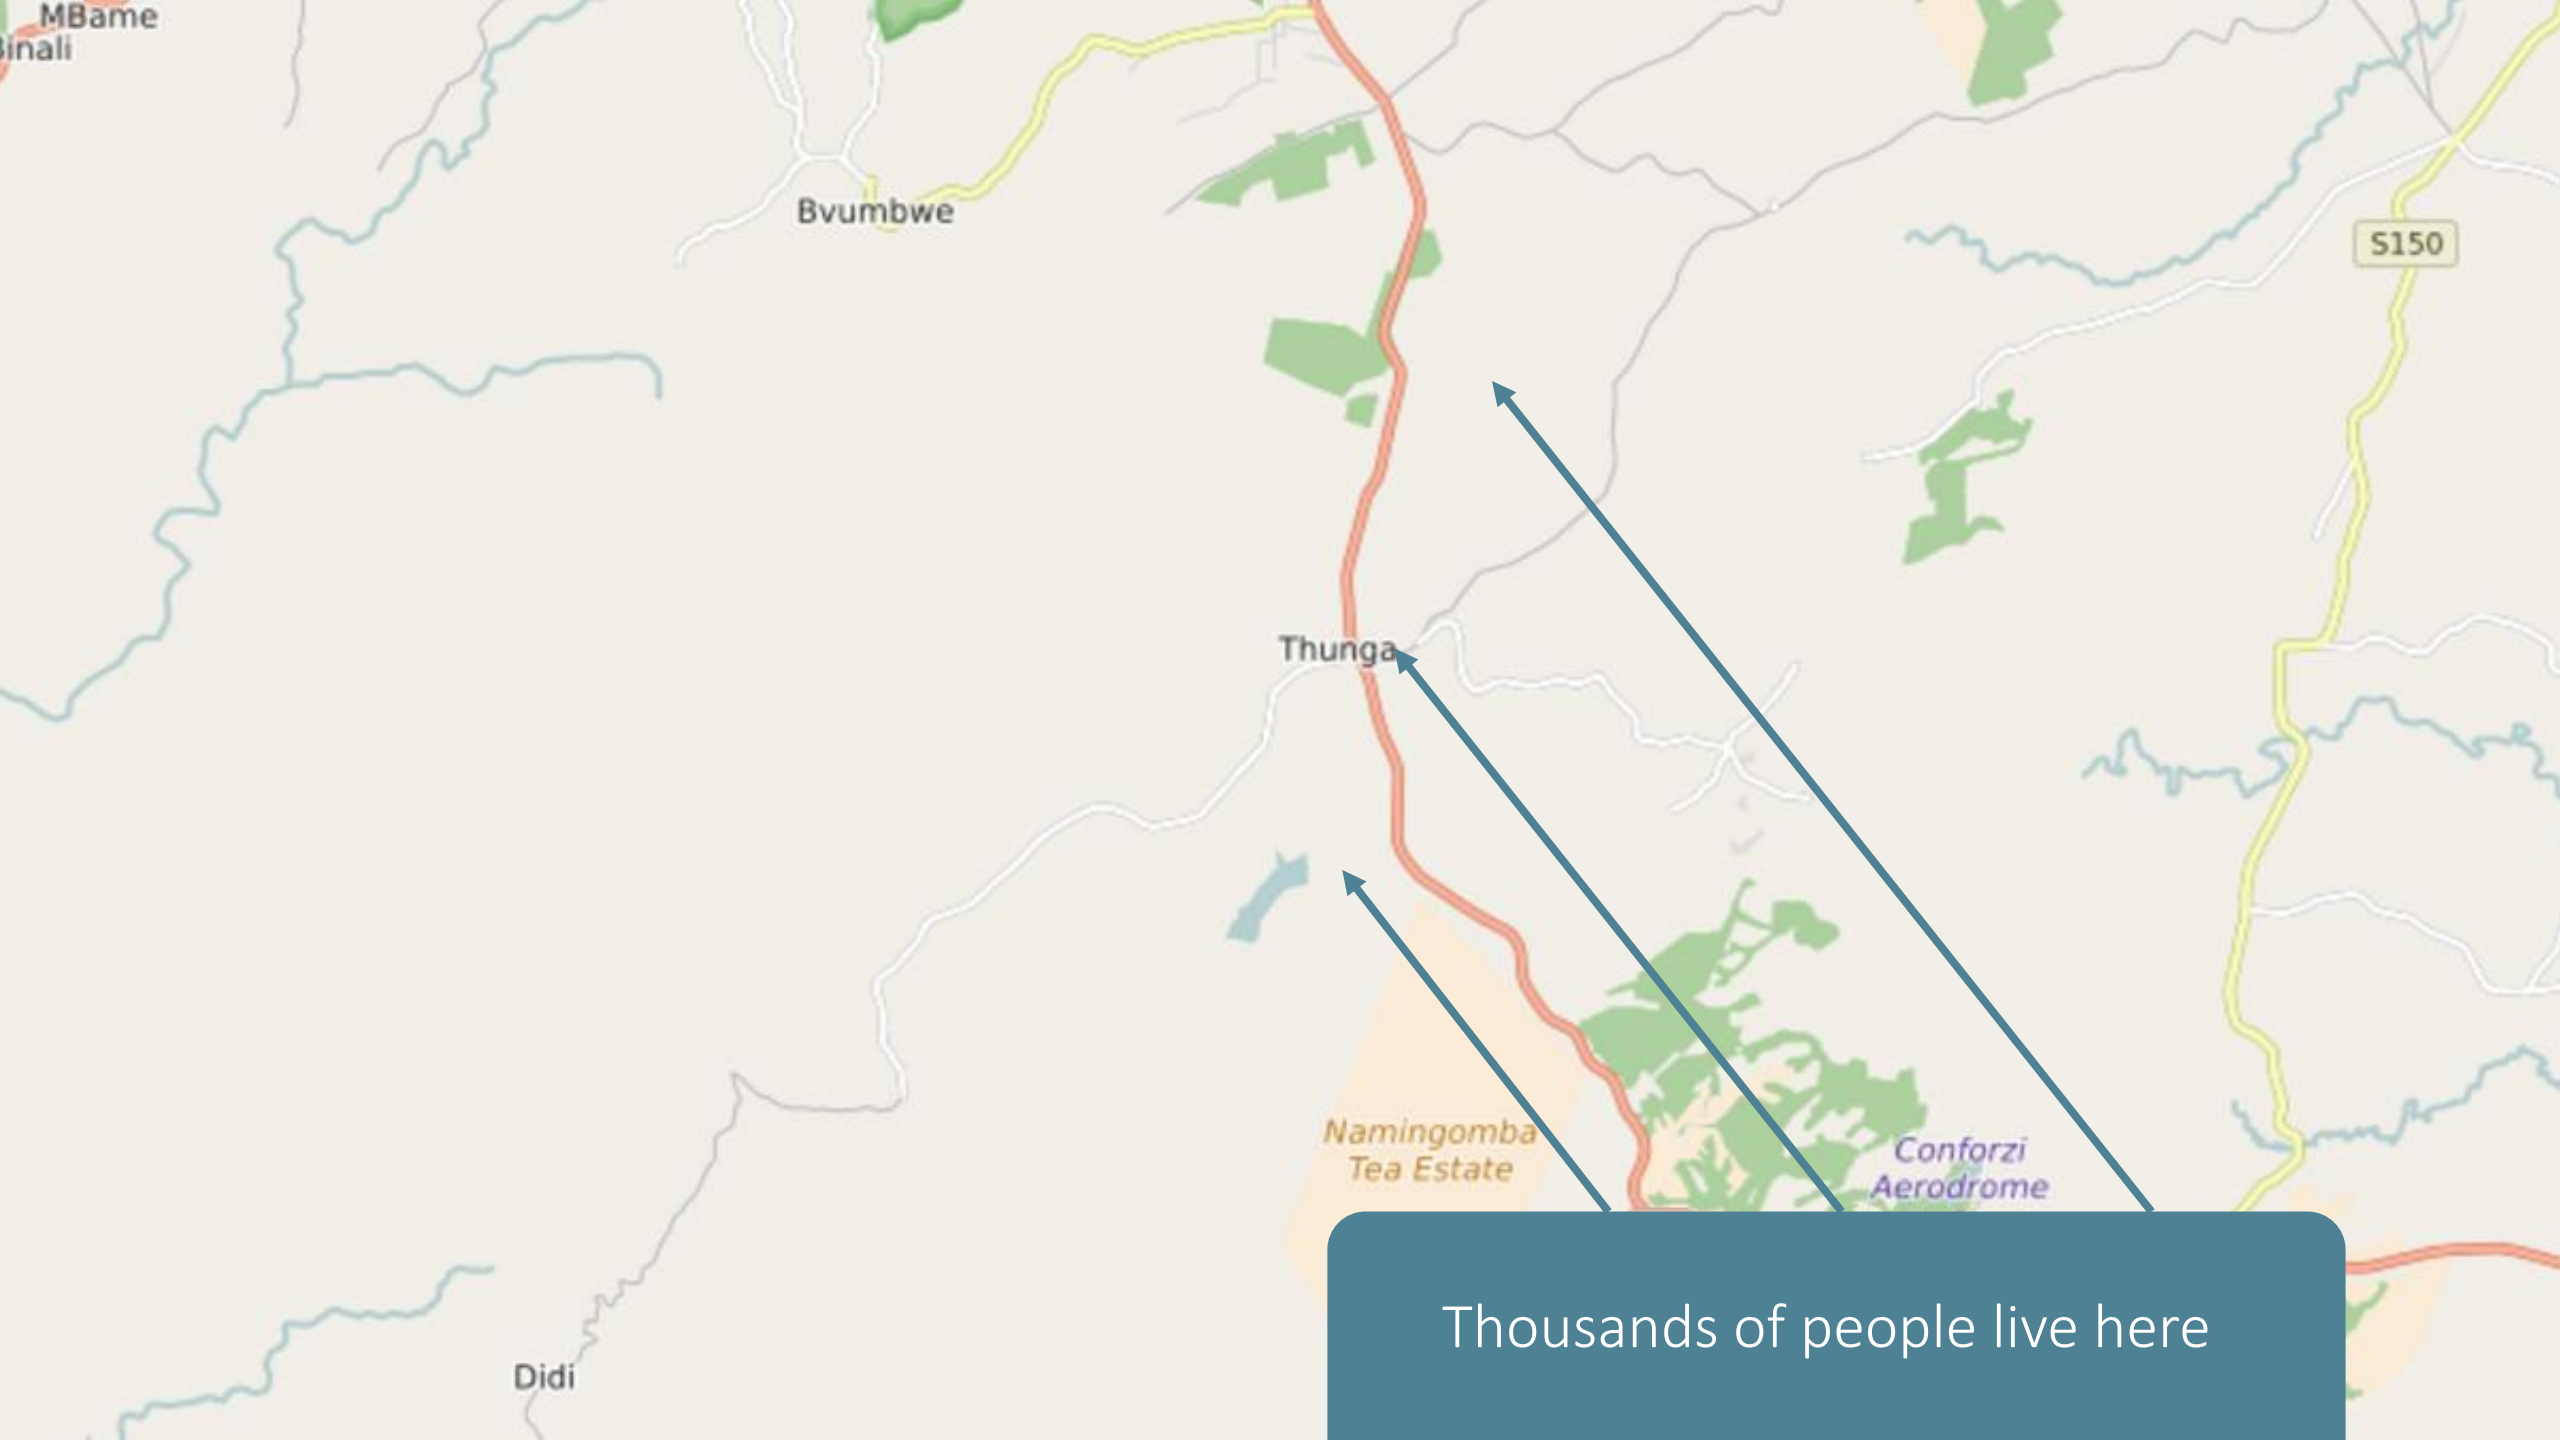 MBame
Binali
Bvumbwe
S150
Thunga
Namingomba
Tea Estate
Conforzi
Aerodrome
Thousands of people live here
Didi